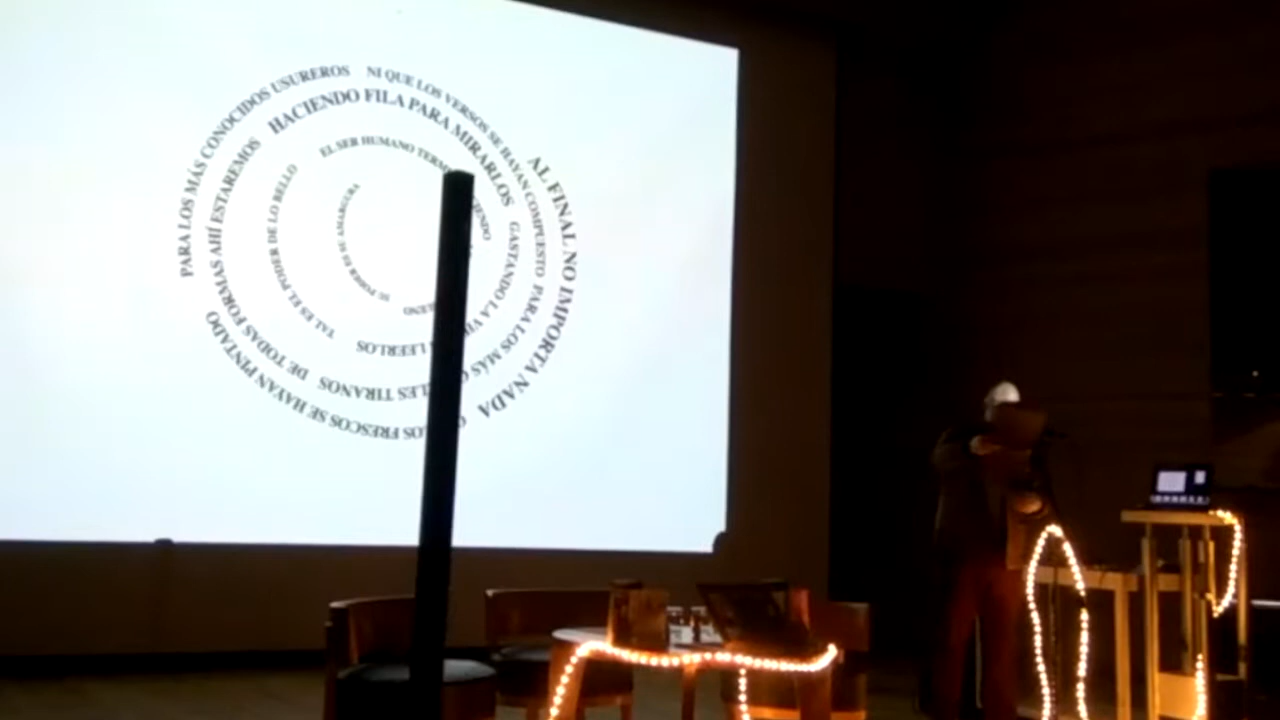 AL FINAL NO IMPORTA NADA
LOS FRESCOS SE HAYAN PINTADO
PARA LOS MÁS CONOCIDOS USUREROS
NI QUE LOS VERSOS SE HAYAN COMPUESTO
PARA LOS MÁS TIRANOS
DE TODAS FORMAS AHÍ ESTAREMOS
HACIENDO FILA PARA MIRARLOS
GASTANDO LA LEERLOS
TAL ES EL PODER DE LO BELLO
EL SER HUMANO
PODER ES SU AMARGURA